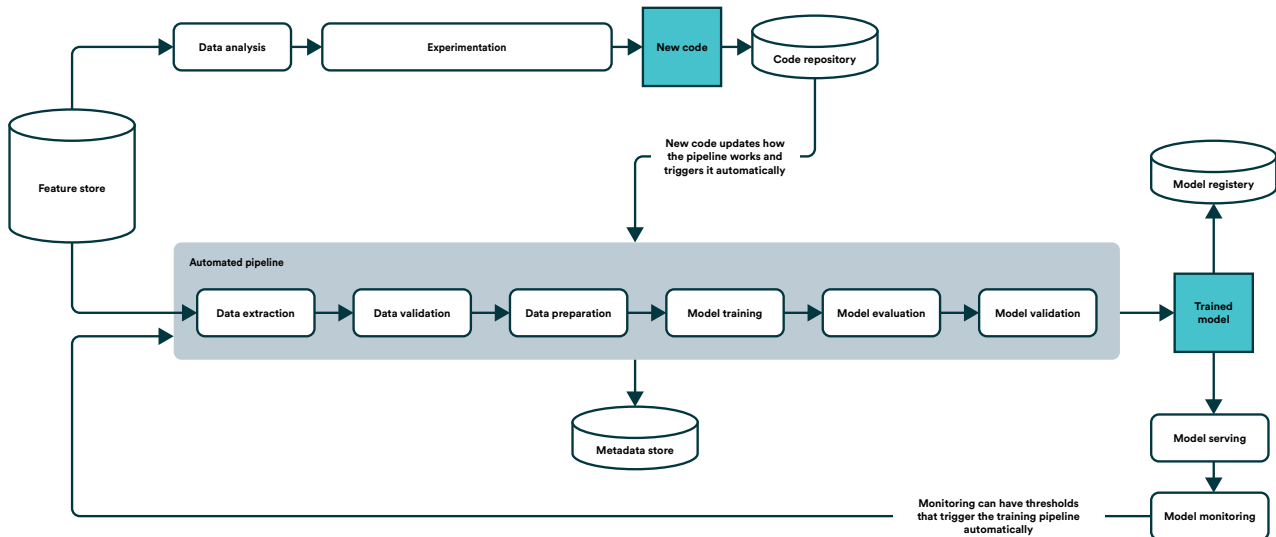 Data analysis
Experimentation
New code
Code repository
New code updates how
the pipeline works and
triggers it automatically
Feature store
Model registery
Automated pipeline
Data extraction
Data validation
Data preparation
Model training
Model evaluation
Model validation
Trained
model
Metadata store
Model serving
Monitoring can have thresholds
that trigger the training pipeline
automatically
Model monitoring